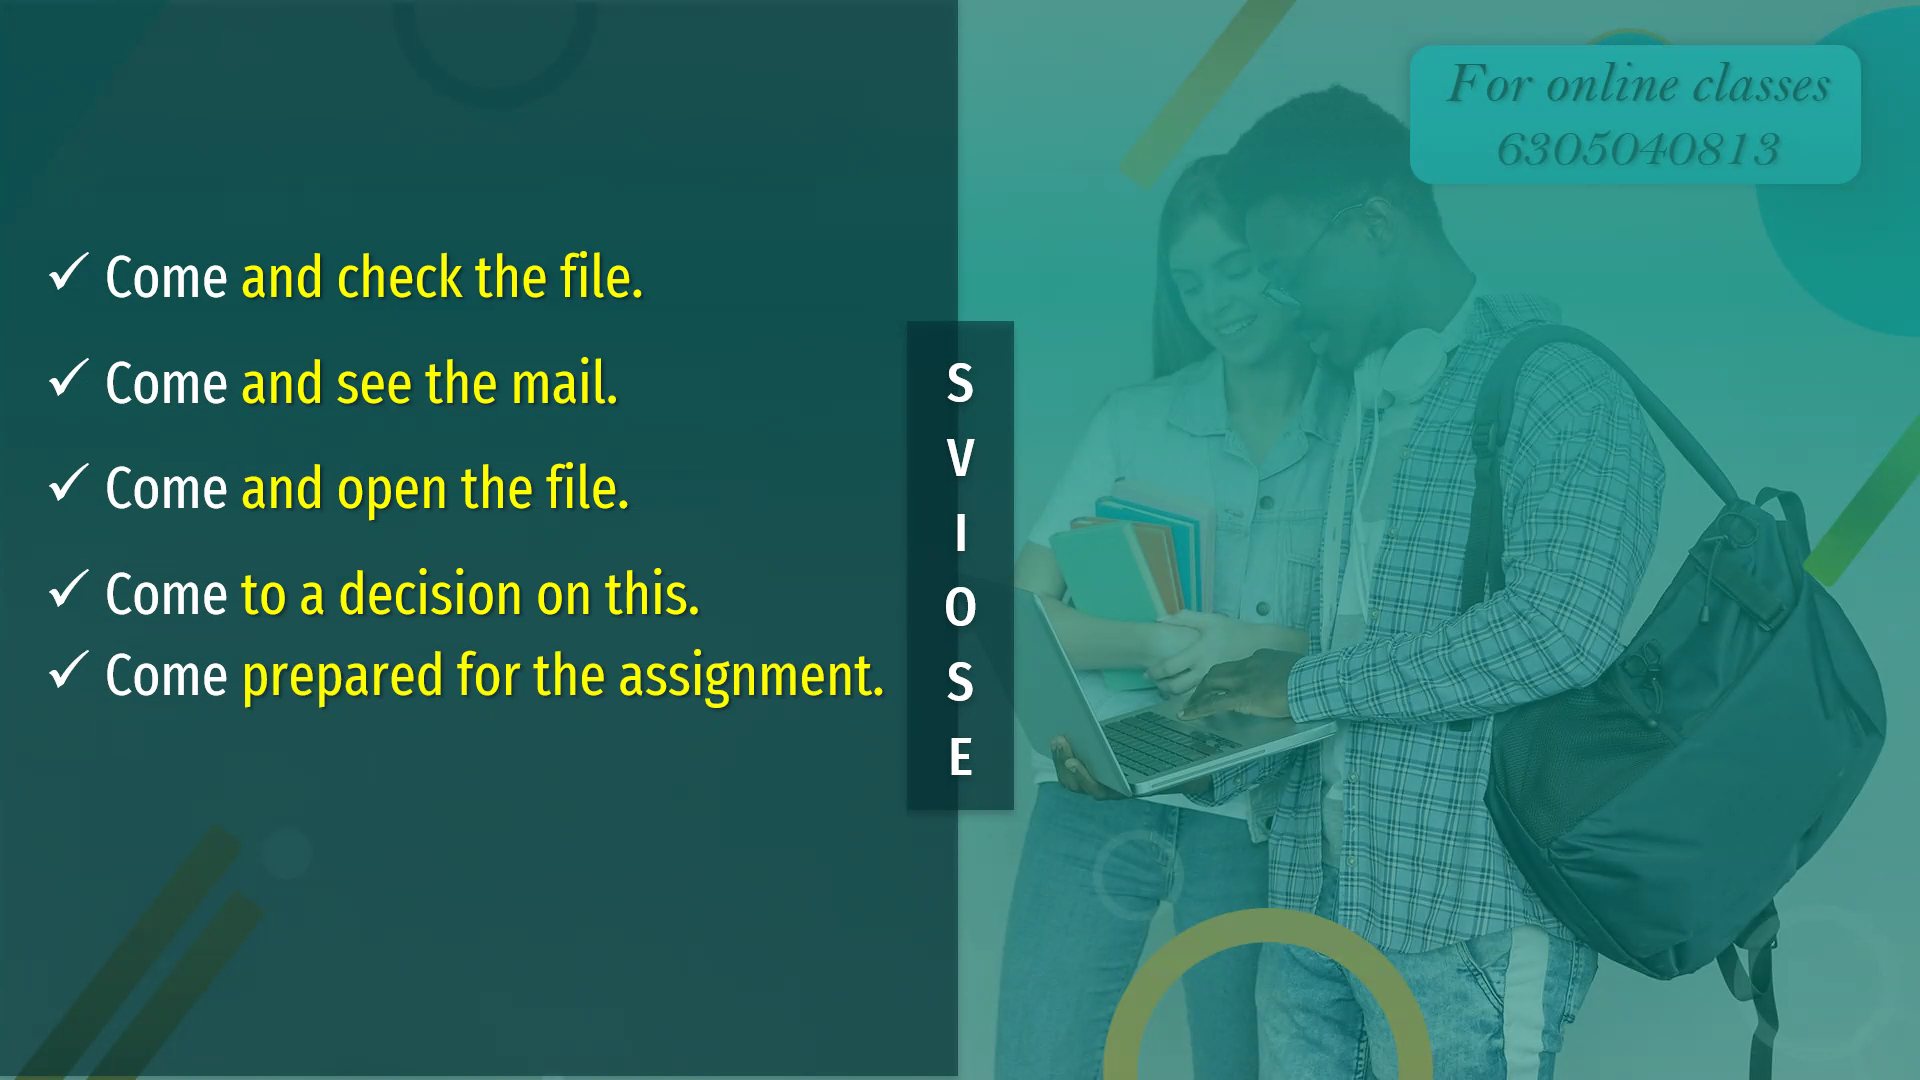 For online classes
6305040813
✓ Come and check the file.
✓ Come and see the mail.
✓ Come and open the file.
✓ Come to a decision on this.
✓ Come prepared for the assignment.
S
V
I
O
S
E